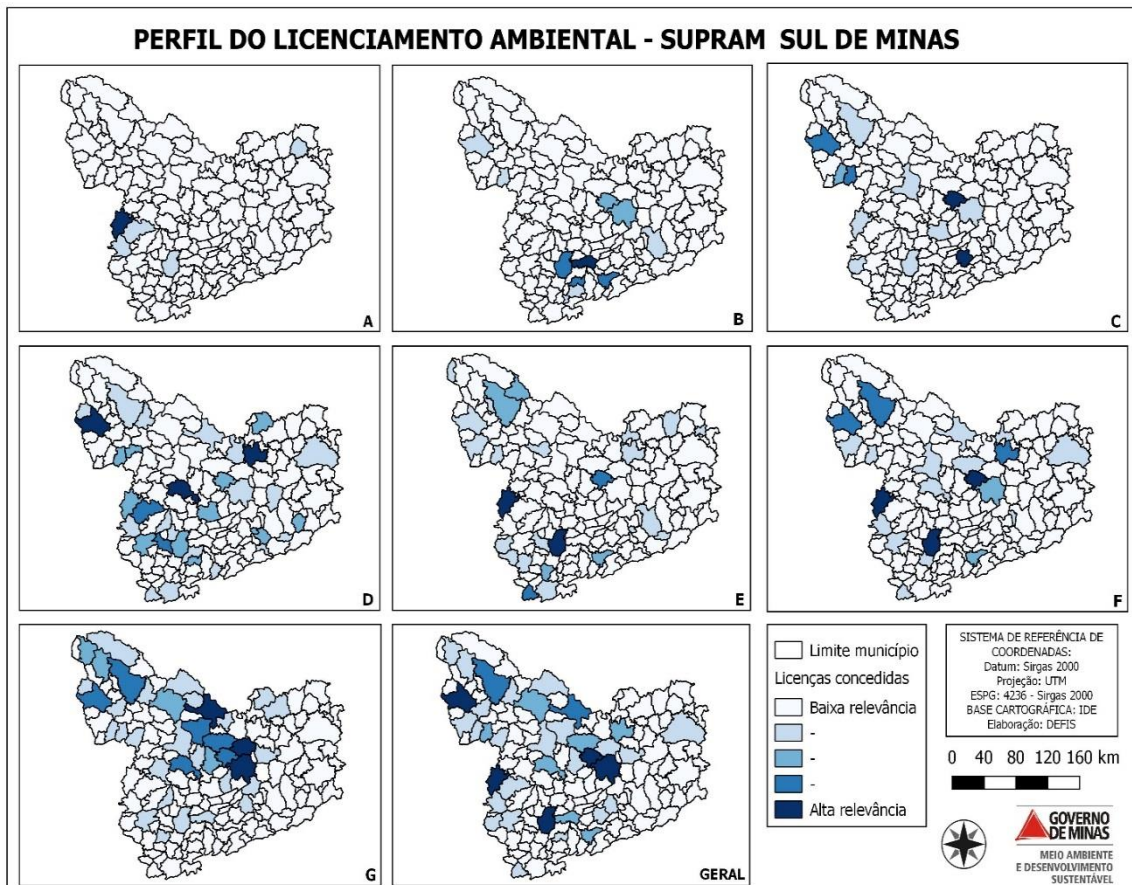 PERFIL DO LICENCIAMENTO AMBIENTAL - SUPRAM SUL DE MINAS
A
B
C
D
E
F
G
GERAL
Limite município
Licenças concedidas
Baixa relevância
-
-
-
Alta relevância
SISTEMA DE REFERÊNCIA DE
COORDENADAS:
Datum: Sirgas 2000
Projeção: UTM
ESPG: 4236 - Sirgas 2000
BASE CARTOGRÁFICA: IDE
Elaboração: DEFIS
0 40 80 120 160 km
GOVERNO
DE MINAS
MEIO AMBIENTE
E DESENVOLVIMENTO
SUSTENTÁVEL